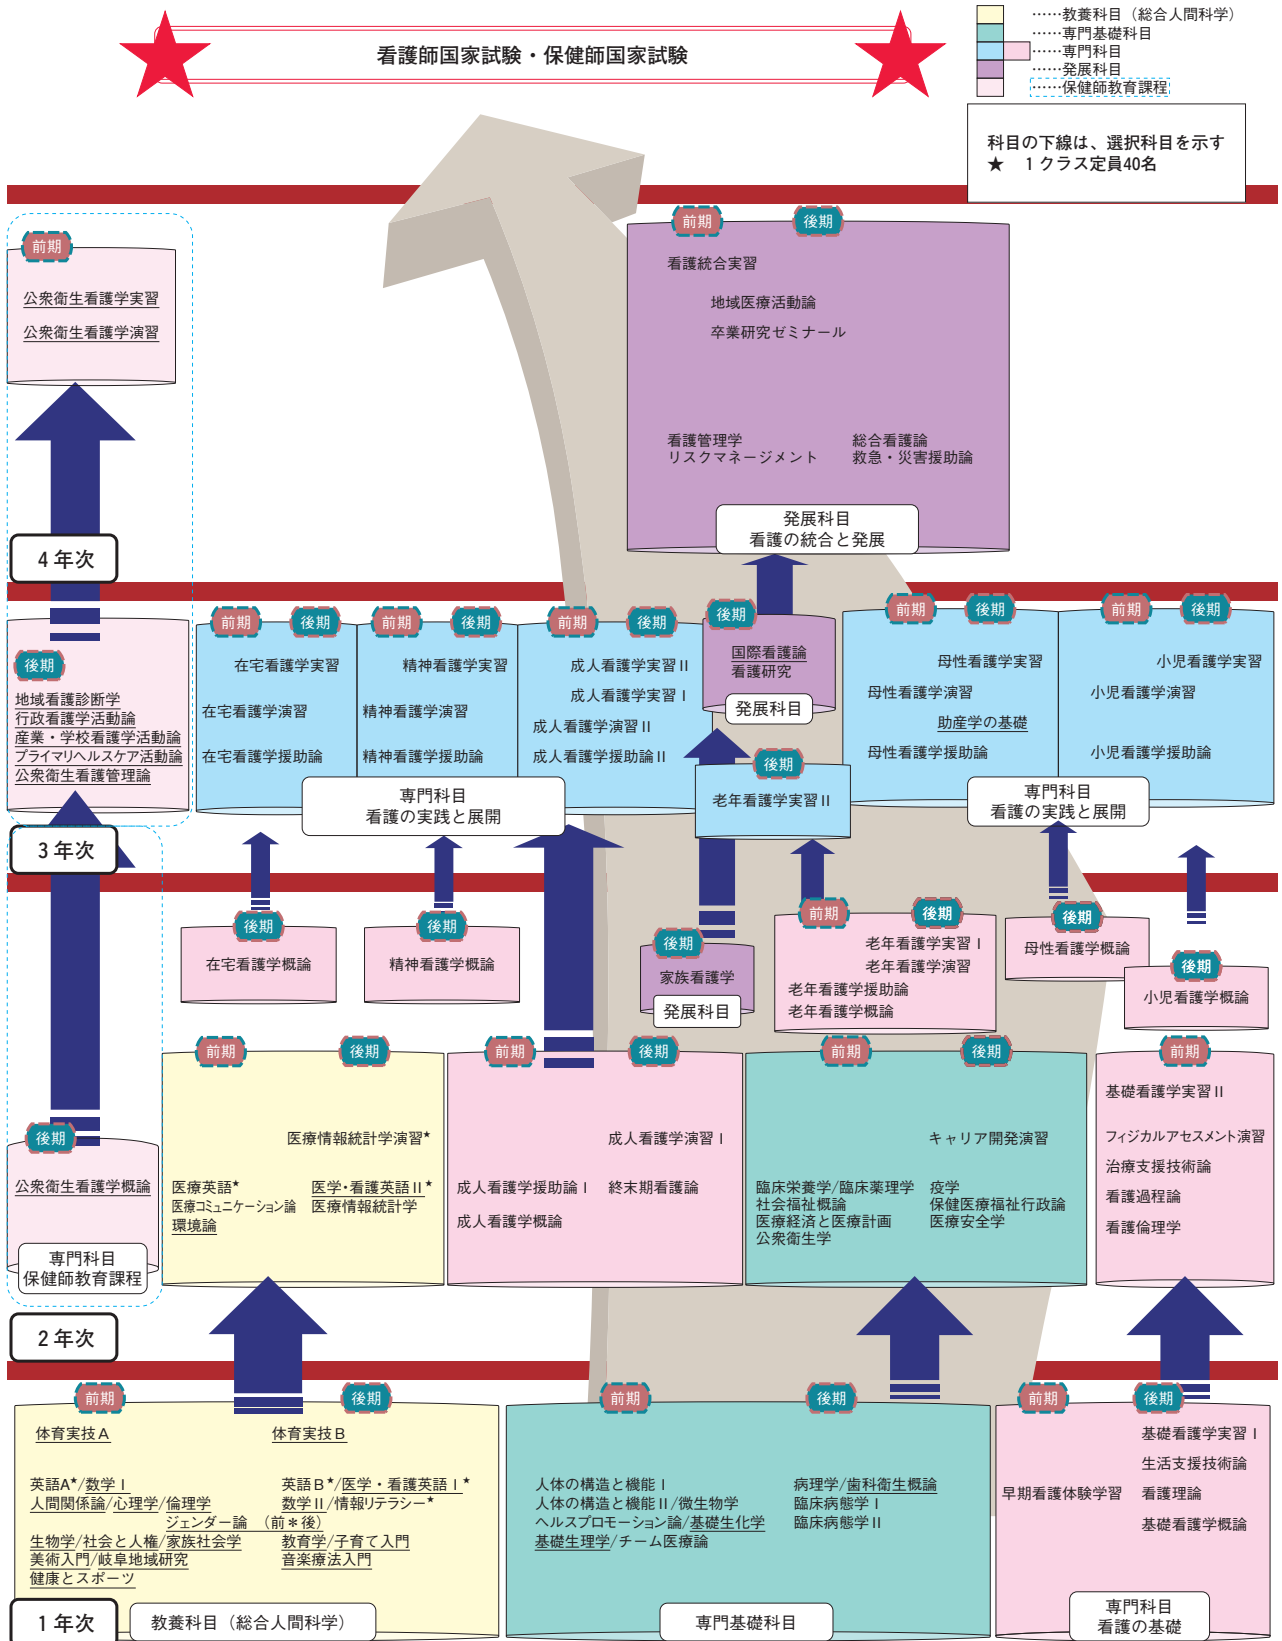 看護師国家試験・保健師国家試験
……教養科目（総合人間科学）
……専門基礎科目
……専門科目
……発展科目
……保健師教育課程
科目の下線は、選択科目を示す
★　1クラス定員40名
前期
公衆衛生看護学実習
公衆衛生看護学演習
前期
後期
看護統合実習
地域医療活動論
卒業研究ゼミナール
看護管理学
リスクマネージメント
総合看護論
救急・災害援助論
発展科目
看護の統合と発展
4年次
後期
地域看護診断学
行政看護学活動論
産業・学校看護学活動論
プライマリヘルスケア活動論
公衆衛生看護管理論
前期
後期
在宅看護学実習
在宅看護学演習
在宅看護学援助論
前期
後期
精神看護学実習
精神看護学演習
精神看護学援助論
前期
後期
成人看護学実習Ⅱ
成人看護学実習Ⅰ
成人看護学演習Ⅱ
成人看護学援助論Ⅱ
専門科目
看護の実践と展開
後期
国際看護論
看護研究
発展科目
後期
老年看護学実習Ⅱ
前期
後期
母性看護学実習
母性看護学演習
助産学の基礎
母性看護学援助論
前期
後期
小児看護学実習
小児看護学演習
小児看護学援助論
専門科目
看護の実践と展開
3年次
後期
在宅看護学概論
後期
精神看護学概論
後期
家族看護学
発展科目
前期
後期
老年看護学実習Ⅰ
老年看護学演習
老年看護学援助論
老年看護学概論
後期
母性看護学概論
後期
小児看護学概論
後期
公衆衛生看護学概論
専門科目
保健師教育課程
前期
後期
医療情報統計学演習★
医療英語★
医療コミュニケーション論
環境論
医学・看護英語Ⅱ★
医療情報統計学
前期
後期
成人看護学演習Ⅰ
成人看護学援助論Ⅰ
終末期看護論
成人看護学概論
前期
後期
キャリア開発演習
臨床栄養学/臨床薬理学
社会福祉概論
医療経済と医療計画
公衆衛生学
疫学
保健医療福祉行政論
医療安全学
前期
基礎看護学実習Ⅱ
フィジカルアセスメント演習
治療支援技術論
看護過程論
看護倫理学
2年次
前期
後期
体育実技A
体育実技B
英語A★/数学Ⅰ
人間関係論/心理学/倫理学
英語B★/医学・看護英語Ⅰ★
数学Ⅱ/情報リテラシー★
ジェンダー論　（前＊後）
生物学/社会と人権/家族社会学
美術入門/岐阜地域研究
健康とスポーツ
教育学/子育て入門
音楽療法入門
教養科目（総合人間科学）
前期
後期
人体の構造と機能Ⅰ
人体の構造と機能Ⅱ/微生物学
ヘルスプロモーション論/基礎生化学
基礎生理学/チーム医療論
病理学/歯科衛生概論
臨床病態学Ⅰ
臨床病態学Ⅱ
専門基礎科目
前期
後期
基礎看護学実習Ⅰ
生活支援技術論
早期看護体験学習
看護理論
基礎看護学概論
専門科目
看護の基礎
1年次